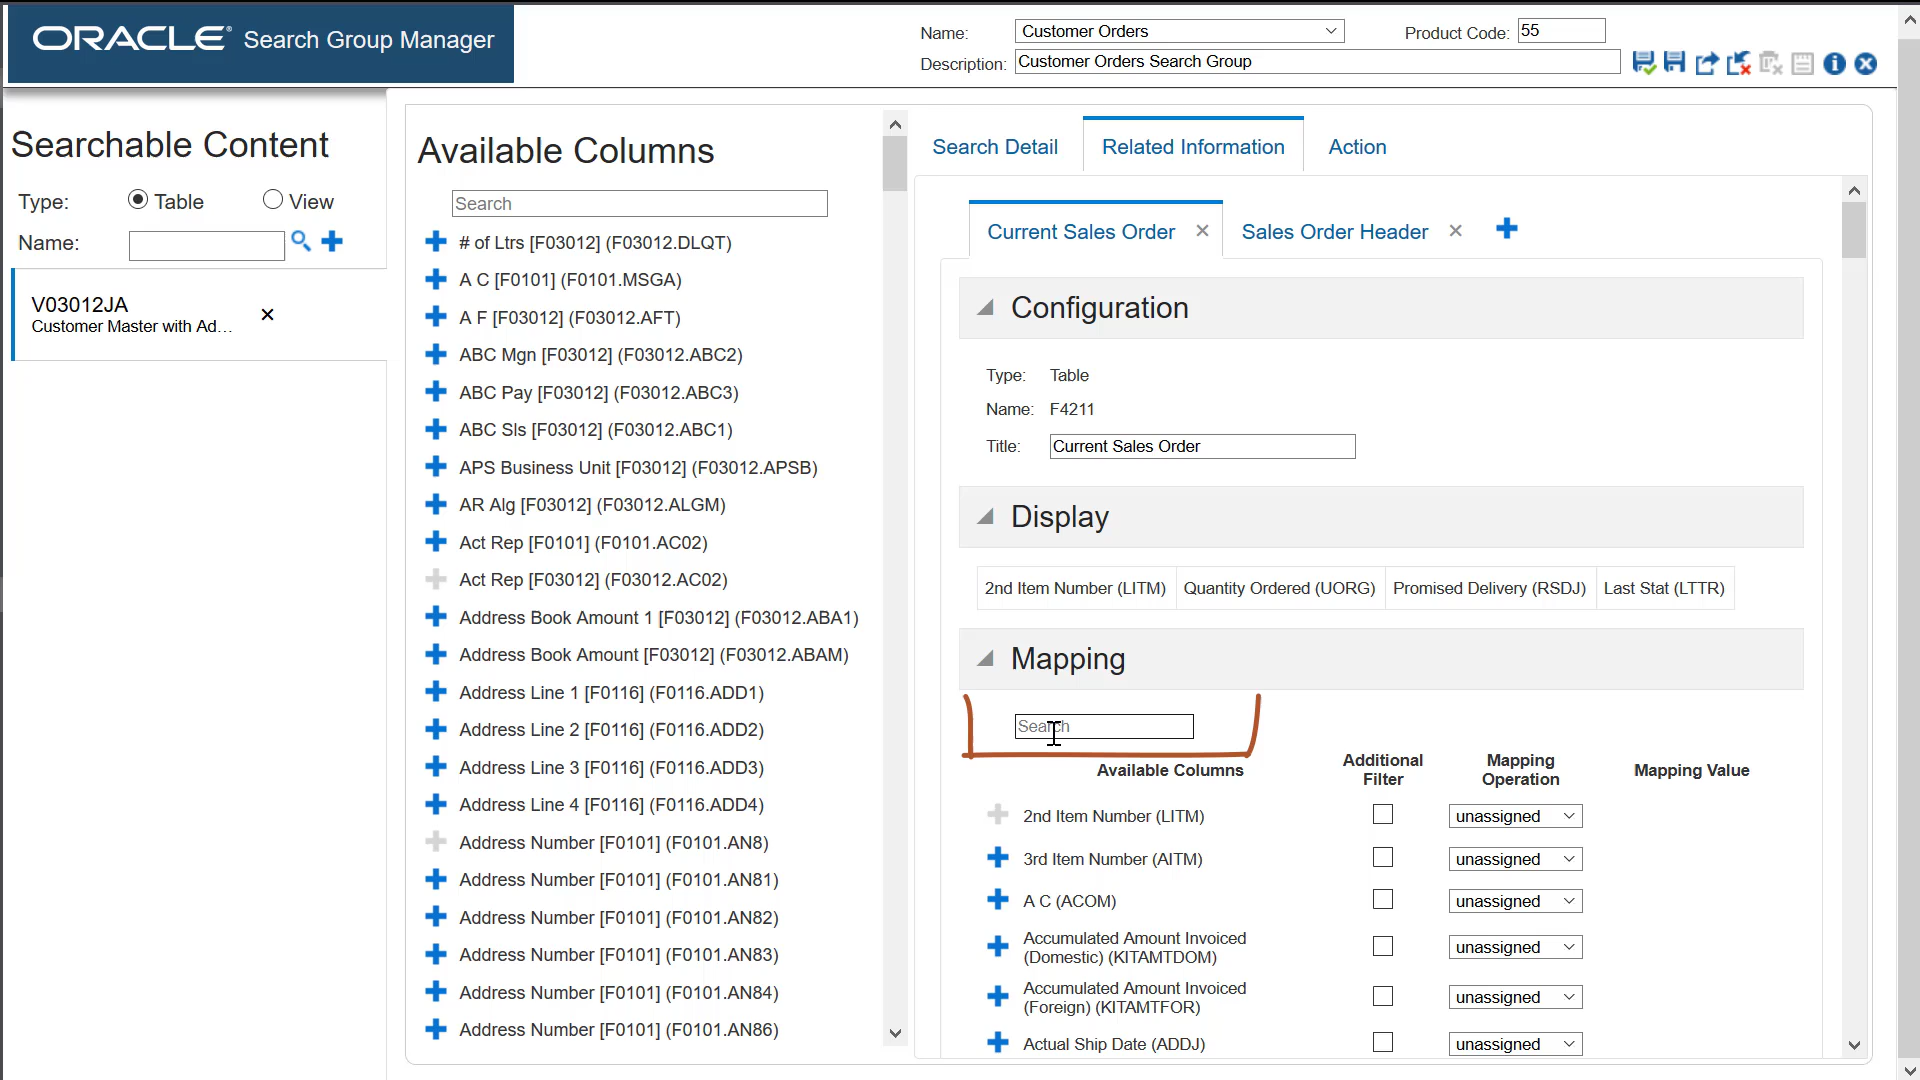 ORACLE® Search Group Manager
Name: Customer Orders Product Code: 55
Description: Customer Orders Search Group
Searchable Content
Type: Table View
Name:
V03012JA
Customer Master with Ad...
Available Columns
Search
# of Ltrs [F03012] (F03012.DLQT)
A C [F0101] (F0101.MSGA)
A F [F03012] (F03012.AFT)
ABC Mgn [F03012] (F03012.ABC2)
ABC Pay [F03012] (F03012.ABC3)
ABC Sls [F03012] (F03012.ABC1)
APS Business Unit [F03012] (F03012.APSB)
AR Alg [F03012] (F03012.ALGM)
Act Rep [F0101] (F0101.AC02)
Act Rep [F03012] (F03012.AC02)
Address Book Amount 1 [F03012] (F03012.ABA1)
Address Book Amount [F03012] (F03012.ABAM)
Address Line 1 [F0116] (F0116.ADD1)
Address Line 2 [F0116] (F0116.ADD2)
Address Line 3 [F0116] (F0116.ADD3)
Address Line 4 [F0116] (F0116.ADD4)
Address Number [F0101] (F0101.AN8)
Address Number [F0101] (F0101.AN81)
Address Number [F0101] (F0101.AN82)
Address Number [F0101] (F0101.AN83)
Address Number [F0101] (F0101.AN84)
Address Number [F0101] (F0101.AN86)
Search Detail Related Information Action
Current Sales Order Sales Order Header
Configuration
Type: Table
Name: F4211
Title: Current Sales Order
Display
2nd Item Number (LITM) Quantity Ordered (UORG) Promised Delivery (RSDJ) Last Stat (LTTR)
Mapping
Search
Available Columns Additional Filter Mapping Operation Mapping Value
2nd Item Number (LITM) unassigned
3rd Item Number (AITM) unassigned
A C (ACOM) unassigned
Accumulated Amount Invoiced
(Domestic) (KITAMTDOM) unassigned
Accumulated Amount Invoiced
(Foreign) (KITAMTFOR) unassigned
Actual Ship Date (ADDJ) unassigned